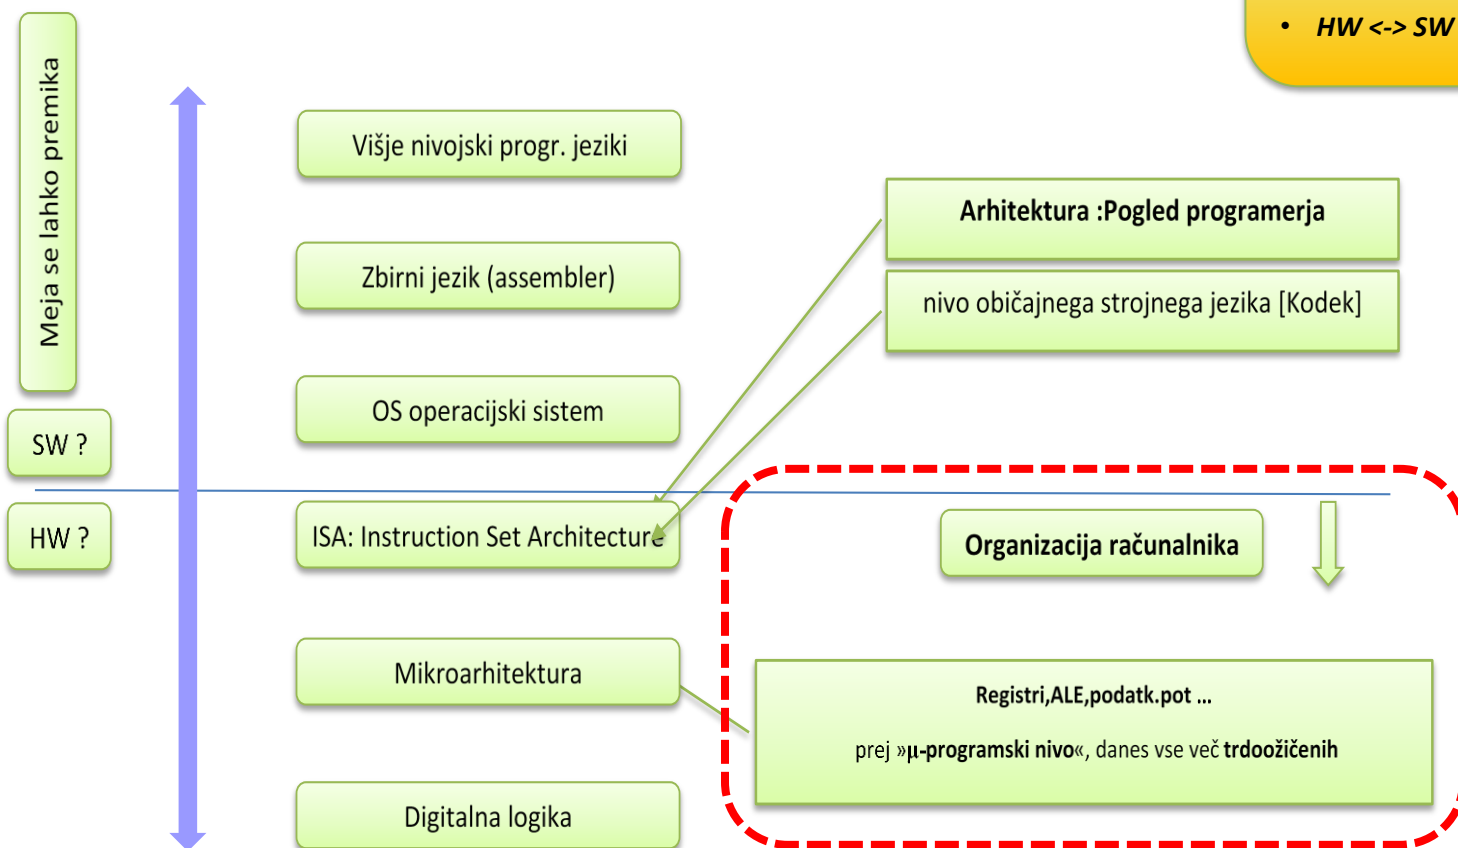 • HW <-> SW
Meja se lahko premika
Višje nivojski progr. jeziki
Arhitektura :Pogled programerja
Zbirni jezik (assembler)
nivo običajnega strojnega jezika [Kodek]
OS operacijski sistem
SW ?
HW ?
ISA: Instruction Set Architecture
Organizacija računalnika
Mikroarhitektura
Registri,ALE,podatk.pot ...
prej »µ-programski nivo«, danes vse več trdoožičenih
Digitalna logika